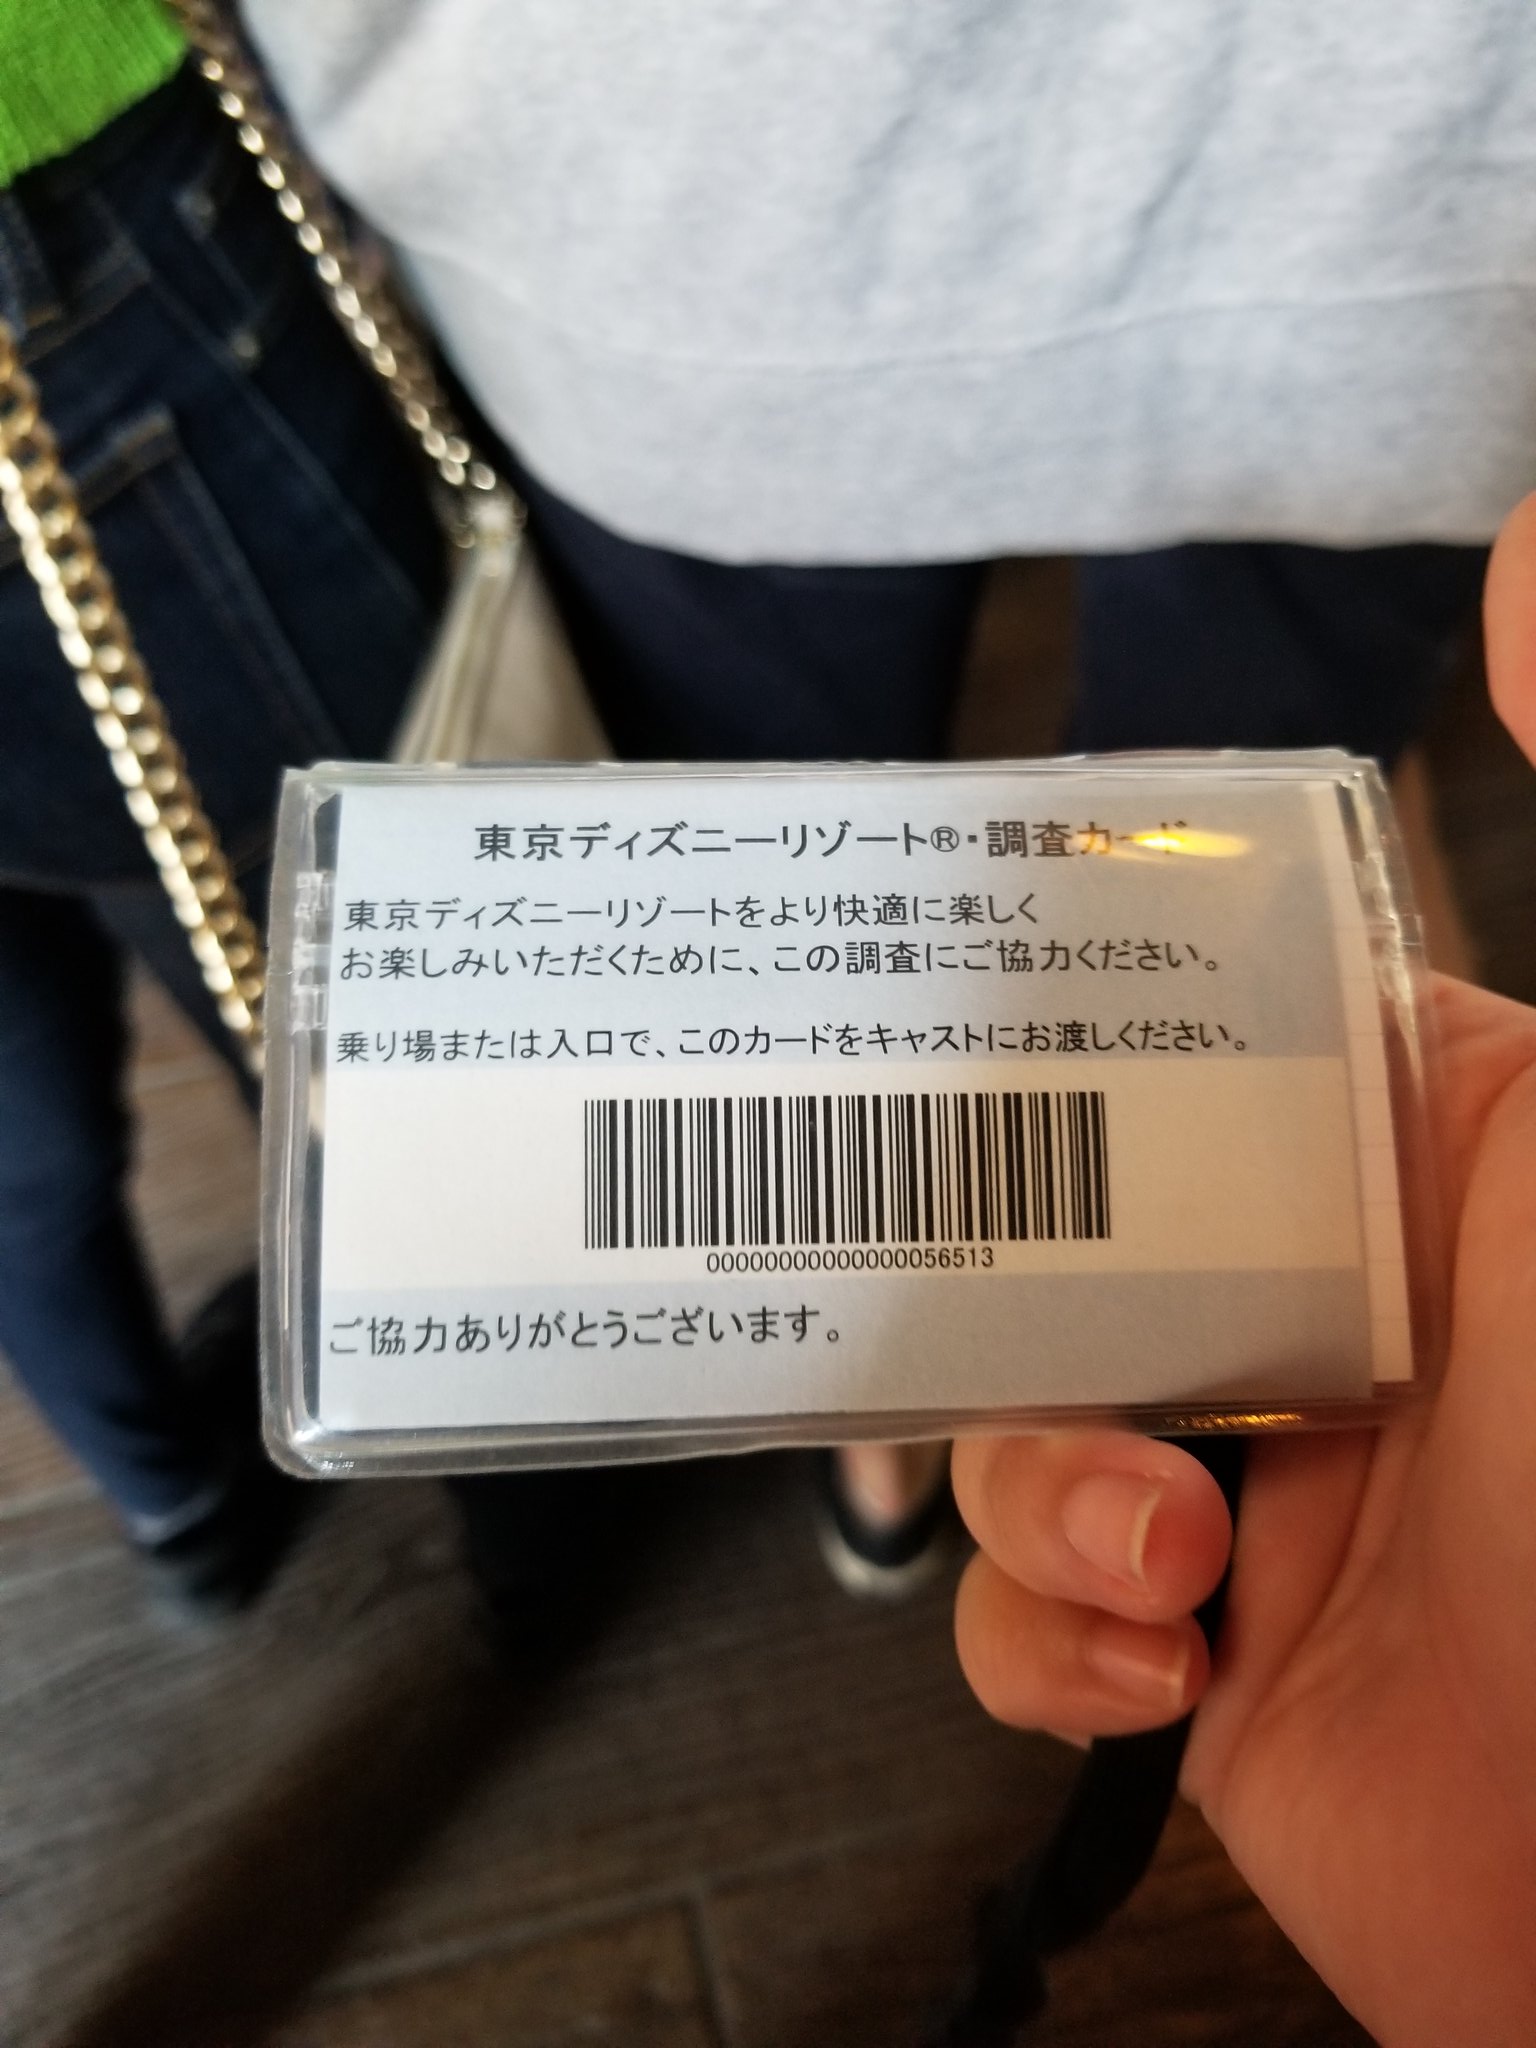 東京ディズニーリゾート®・調査カード
東京ディズニーリゾートをより快適に楽しく
お楽しみいただくために、この調査にご協力ください。
乗り場または入口で、このカードをキャストにお渡しください。
00000000000000056513
ご協力ありがとうございます。